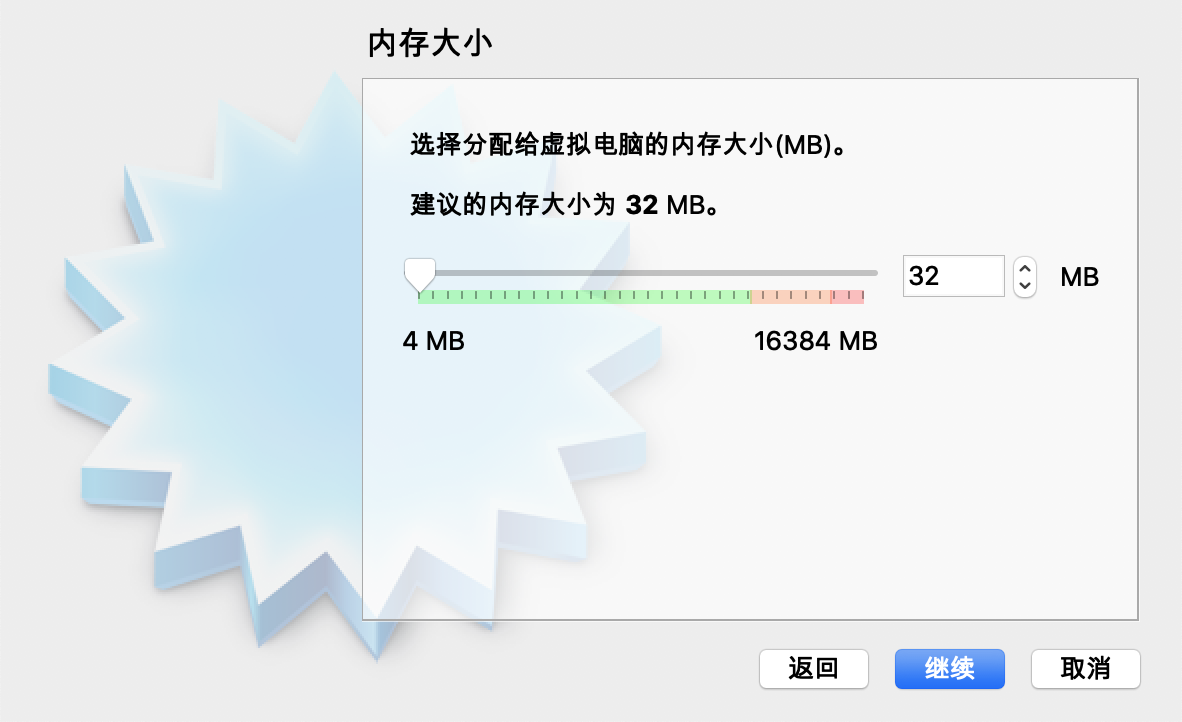 内存大小
选择分配给虚拟电脑的内存大小(MB)。
建议的内存大小为 32 MB。
32 MB
4 MB 16384 MB
返回 继续 取消